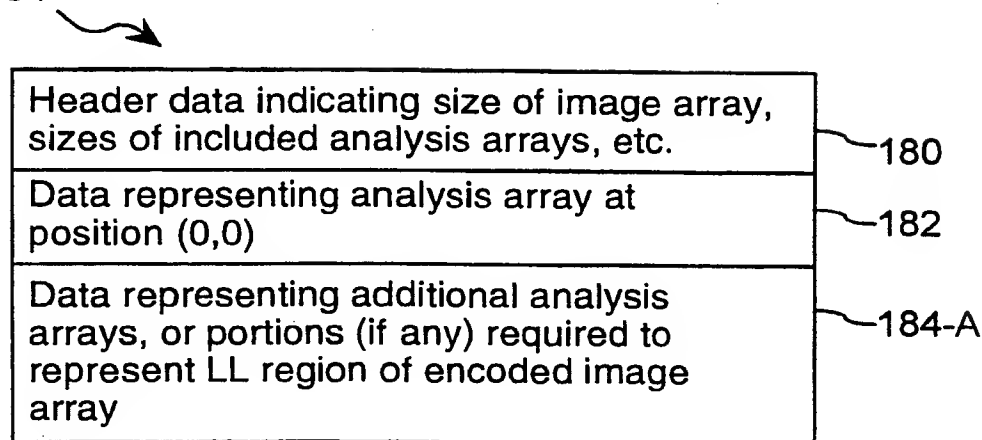 Header data indicating size of image array,
sizes of included analysis arrays, etc.
180
Data representing analysis array at
position (0,0)
182
Data representing additional analysis
arrays, or portions (if any) required to
represent LL region of encoded image
array
184-A